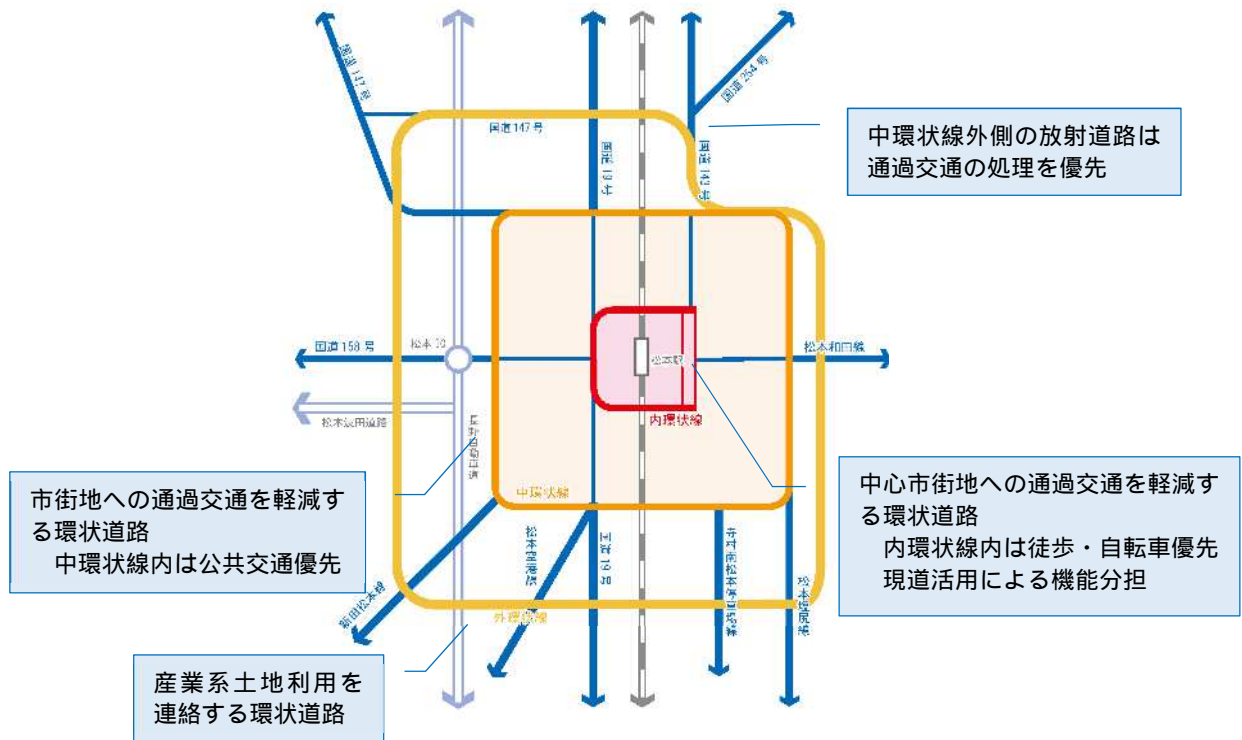 国道147号
国道254号
国道147号
国道19号
国道143号
中環状線外側の放射道路は
通過交通の処理を優先
国道158号
松本IC
松本駅
松本和田線
松本波田道路
長野自動車道
内環状線
市街地への通過交通を軽減す
る環状道路
中環状線内は公共交通優先
中環状線
中心市街地への通過交通を軽減す
る環状道路
内環状線内は徒歩・自転車優先
現道活用による機能分担
新田松本線
松本空港線
国道19号
松本塩尻線
外環状線
産業系土地利用を
連絡する環状道路